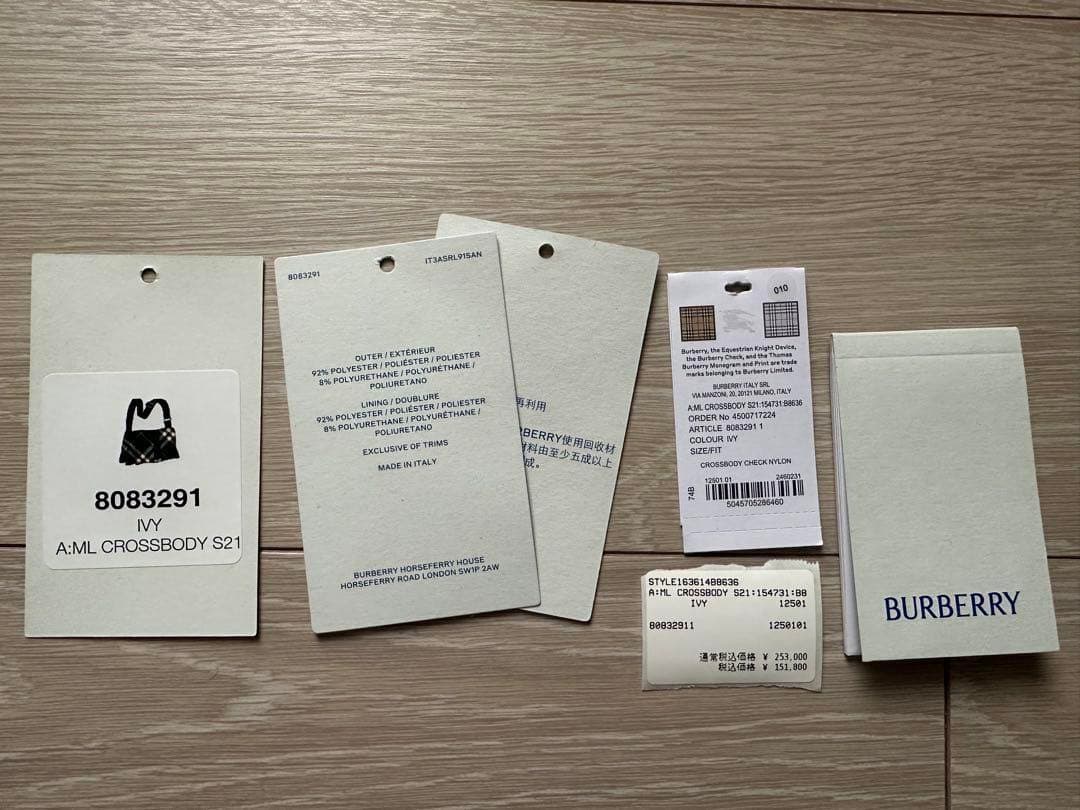 8083291
IVY
A:ML CROSSBODY S21
8083291
IT3ASRL915AN
OUTER / EXTÉRIEUR
92% POLYESTER / POLIÉSTER / POLIESTER
8% POLYURETHANE / POLYURÉTHANE /
POLIURETANO
LINING / DOUBLURE
92% POLYESTER / POLIÉSTER / POLIESTER
8% POLYURETHANE / POLYURÉTHANE /
POLIURETANO
EXCLUSIVE OF TRIMS
MADE IN ITALY
BURBERRY HORSEFERRY HOUSE
HORSEFERRY ROAD LONDON SW1P 2AW
再利用
BERRY使用回收材
材料由至少五成以上
成。
010
Burberry, the Equestrian Knight Device,
the Burberry Check, and the Thomas
Burberry Monogram and Print are trade
marks belonging to Burberry Limited.
BURBERRY ITALY SRL
VIA MANZONI, 20, 20121 MILANO, ITALY
A:ML CROSSBODY S21:154731:B8636
ORDER No 4500717224
ARTICLE 8083291 1
COLOUR IVY
SIZE/FIT
CROSSBODY CHECK NYLON
12501 01 2460231
74B
5045705286460
STYLE163614B8636
A:ML CROSSBODY S21:154731:B8
IVY 12501
80832911 1250101
通常税込価格 ¥ 253,000
税込価格 ¥ 151,800
BURBERRY